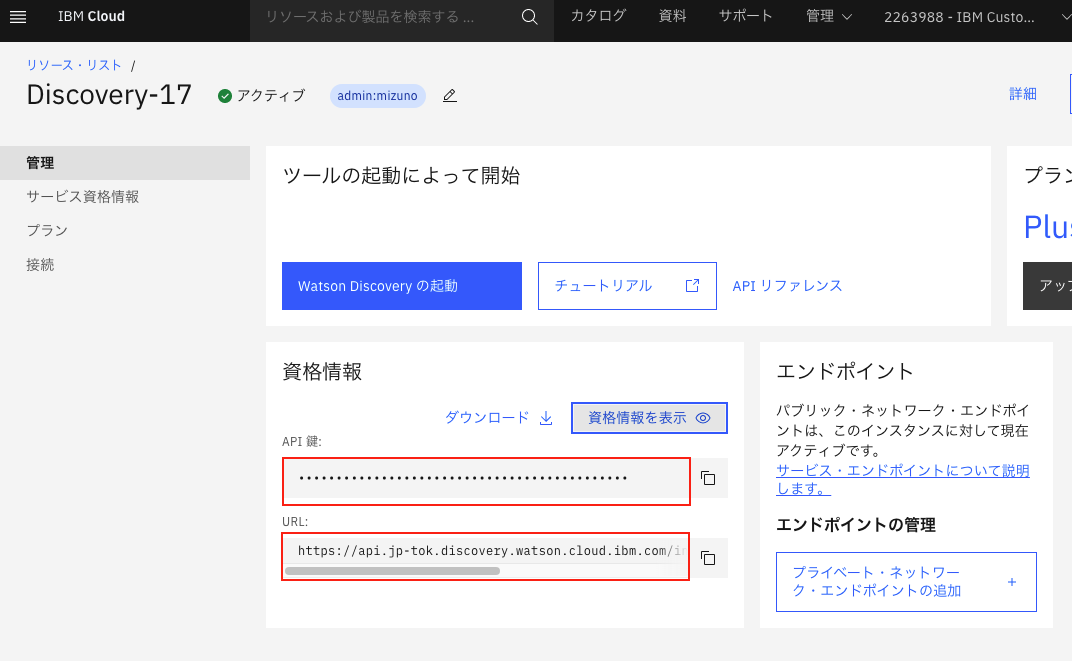 IBM Cloud
リソースおよび製品を検索する ...
カタログ
資料
サポート
管理
2263988 - IBM Custo...
リソース・リスト /
Discovery-17
アクティブ
admin:mizuno
詳細
管理
サービス資格情報
プラン
接続
ツールの起動によって開始
Watson Discovery の起動
チュートリアル
API リファレンス
プラン
Plus
アップ
資格情報
ダウンロード
資格情報を表示
API 鍵:
URL:
https://api.jp-tok.discovery.watson.cloud.ibm.com/in
エンドポイント
パブリック・ネットワーク・エンドポイ
ントは、このインスタンスに対して現在
アクティブです。
サービス・エンドポイントについて説明
します。
エンドポイントの管理
プライベート・ネットワー
ク・エンドポイントの追加
+